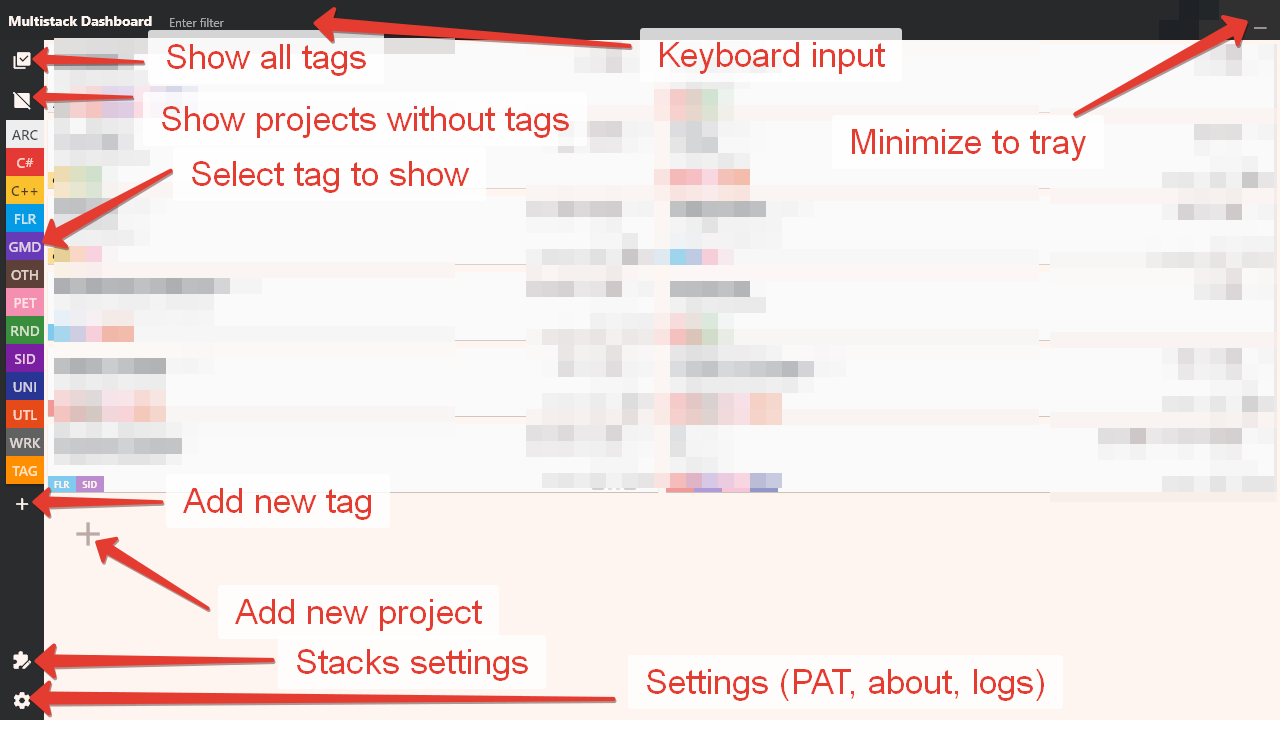 Multistack Dashboard
Enter filter
Show all tags
Keyboard input
Show projects without tags
Minimize to tray
Select tag to show
ARC
C#
C++
FLR
GMD
OTH
PET
RND
SID
UNI
UTL
WRK
TAG
FLR SID
Add new tag
Add new project
Stacks settings
Settings (PAT, about, logs)